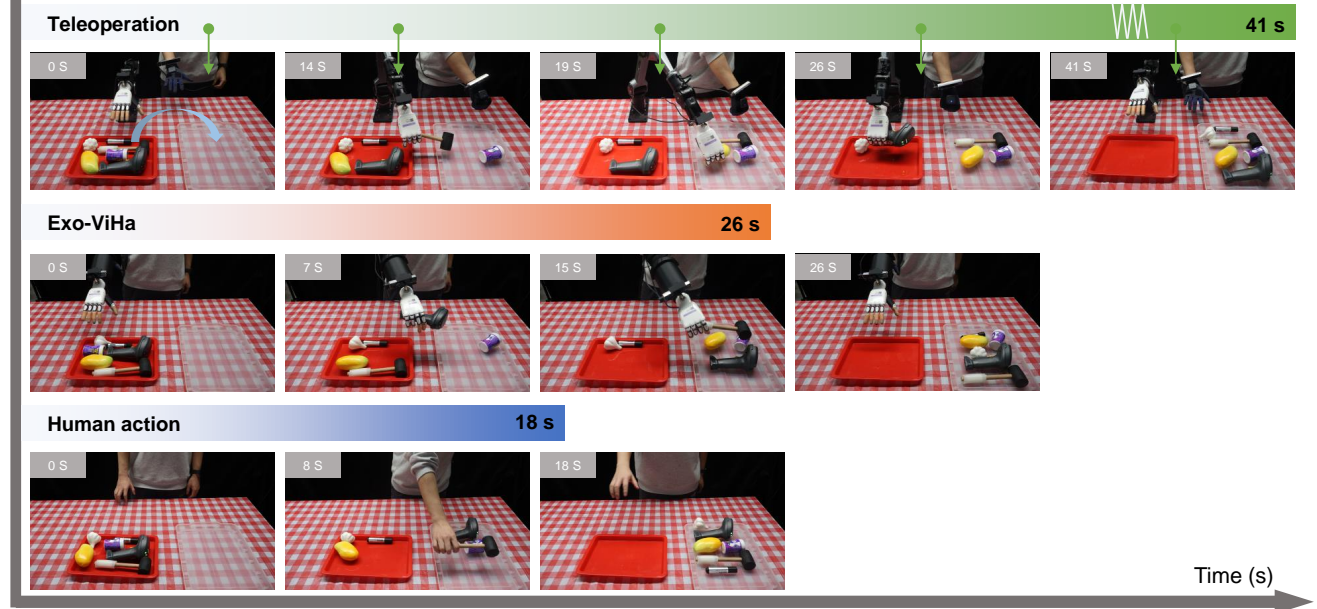 Teleoperation
41 s
0 S
14 S
19 S
26 S
41 S
Exo-ViHa
26 s
0 S
7 S
15 S
26 S
Human action
18 s
0 S
8 S
18 S
Time (s)